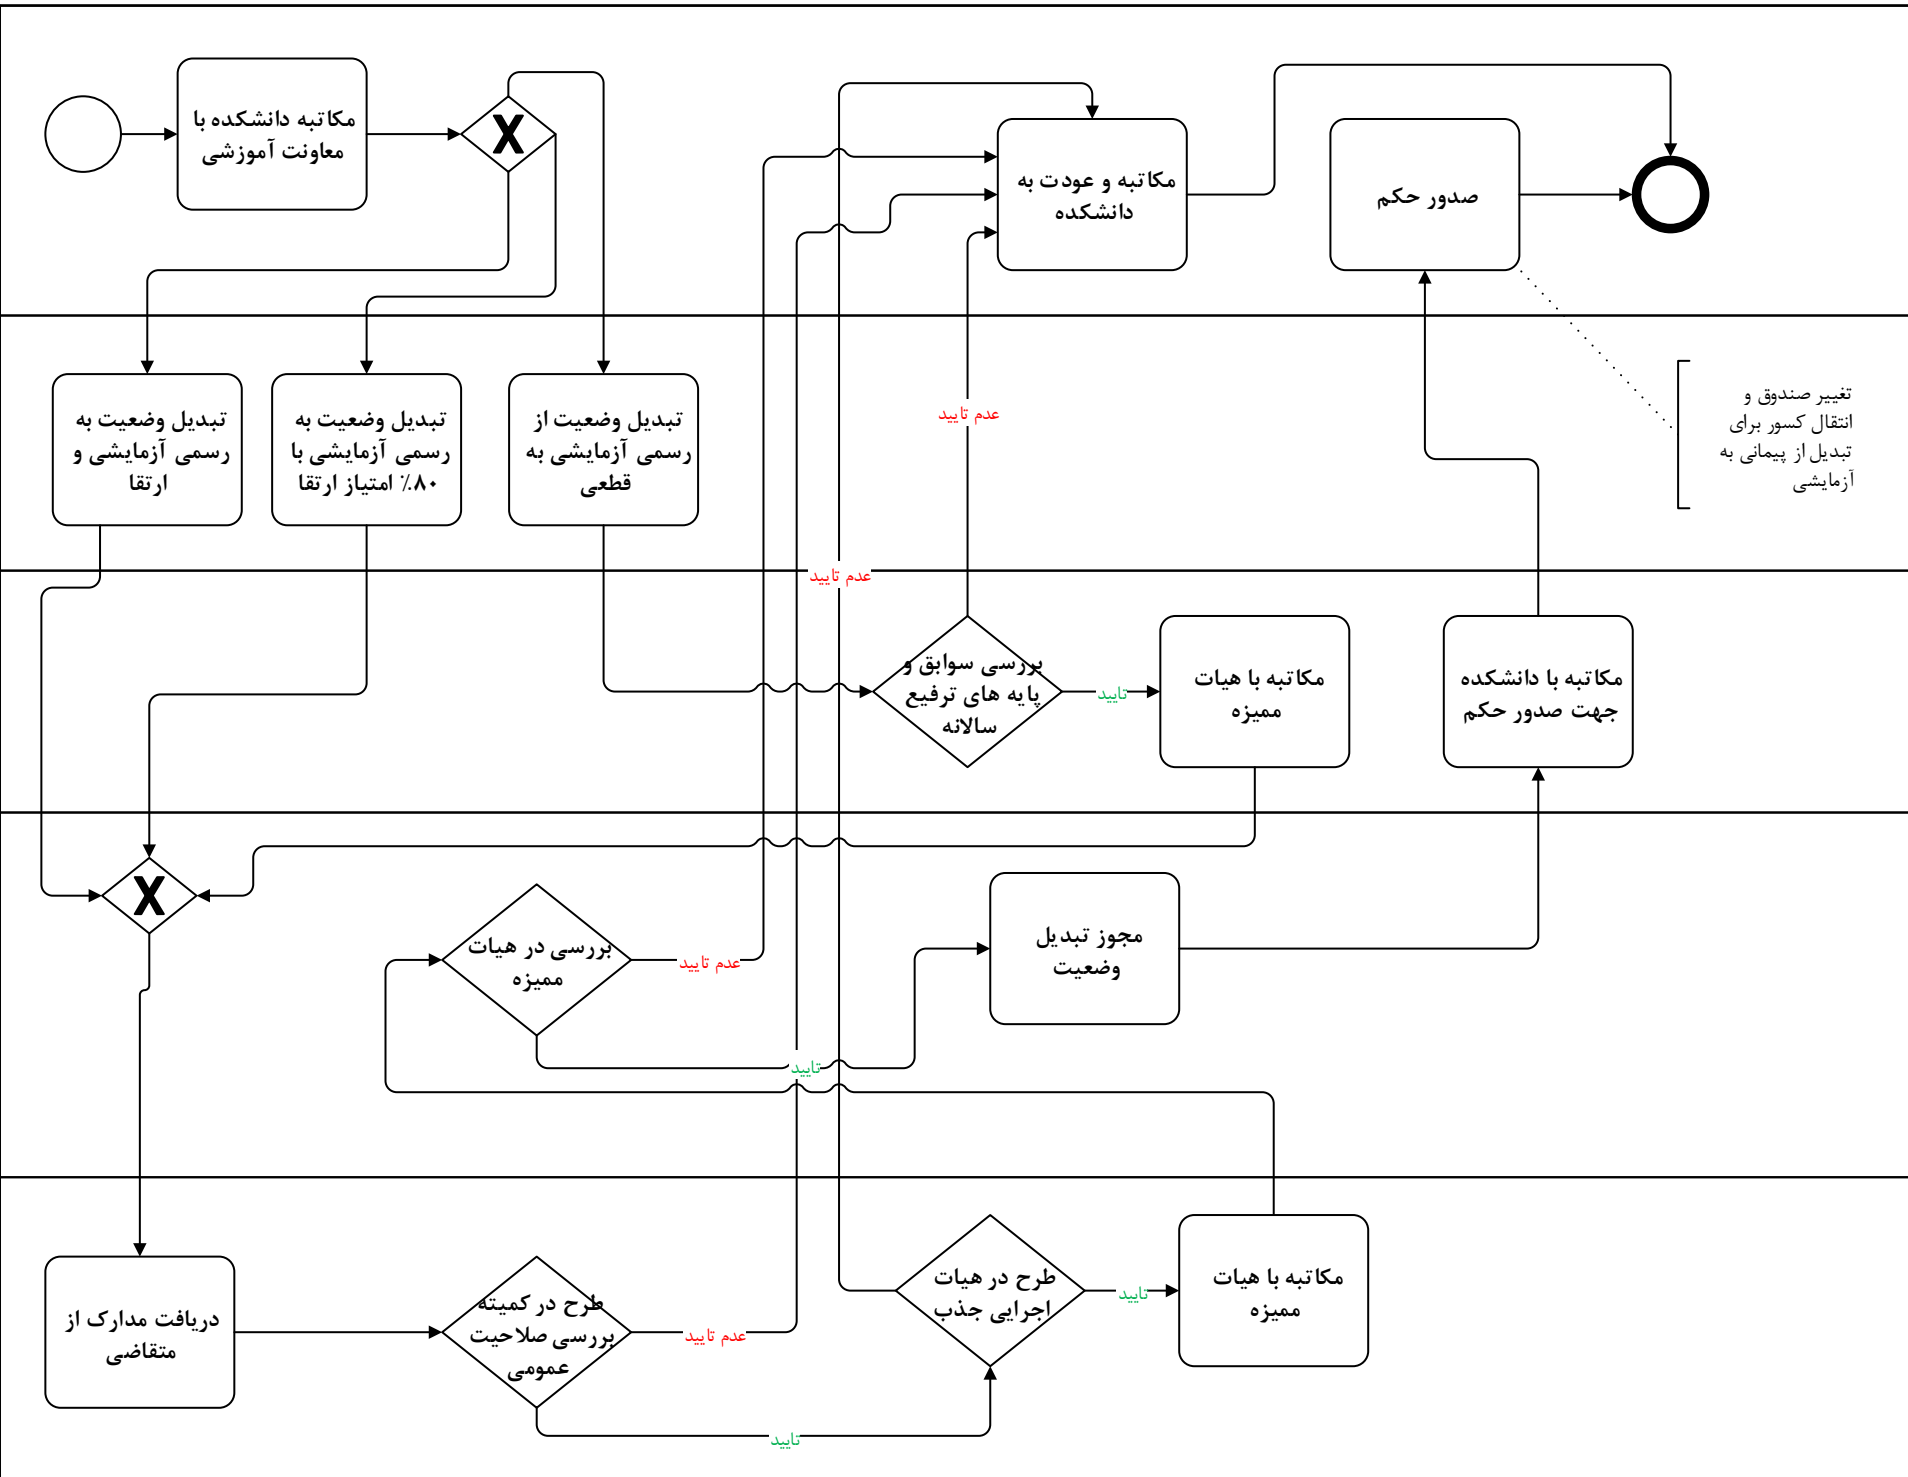 مکاتبه دانشکده با
معاونت آموزشی
X
مکاتبه و عودت به
دانشکده
صدور حکم
تبدیل وضعیت به
رسمی آزمایشی و
ارتقا
تبدیل وضعیت به
رسمی آزمایشی با
۸۰٪ امتیاز ارتقا
تبدیل وضعیت از
رسمی آزمایشی به
قطعی
عدم تایید
تغییر صندوق و
انتقال کسور برای
تبدیل از پیمانی به
آزمایشی
عدم تایید
بررسی سوابق و
پایه های ترفیع
سالانه
تایید
مکاتبه با هیات
ممیزه
مکاتبه با دانشکده
جهت صدور حکم
X
بررسی در هیات
ممیزه
عدم تایید
مجوز تبدیل
وضعیت
تایید
دریافت مدارک از
متقاضی
طرح در کمیته
بررسی صلاحیت
عمومی
عدم تایید
تایید
طرح در هیات
اجرایی جذب
تایید
مکاتبه با هیات
ممیزه